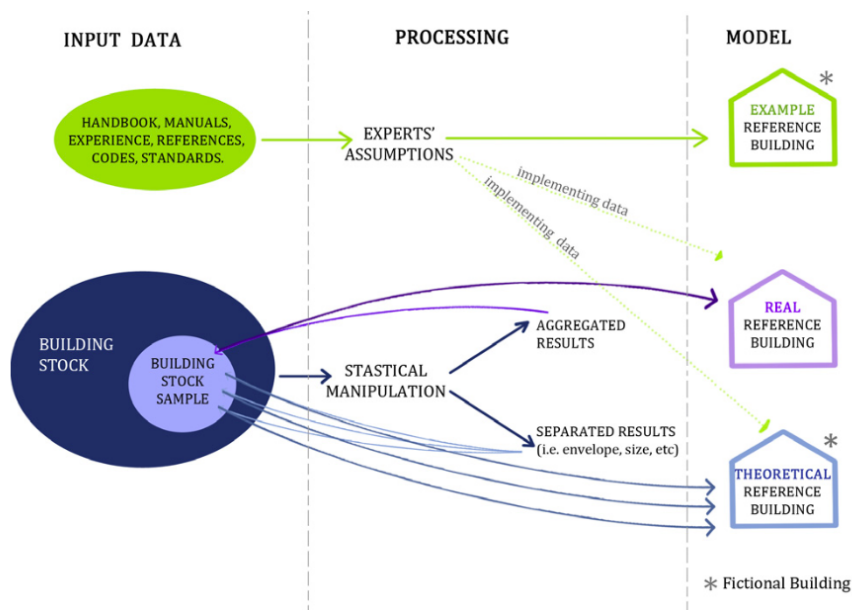 INPUT DATA
PROCESSING
MODEL
HANDBOOK, MANUALS,
EXPERIENCE, REFERENCES,
CODES, STANDARDS.
EXPERTS'
ASSUMPTIONS
*
EXAMPLE
REFERENCE
BUILDING
implementing data
implementing data
BUILDING
STOCK
BUILDING
STOCK
SAMPLE
STASTICAL
MANIPULATION
AGGREGATED
RESULTS
SEPARATED RESULTS
(i.e. envelope, size, etc)
REAL
REFERENCE
BUILDING
*
THEORETICAL
REFERENCE
BUILDING
* Fictional Building